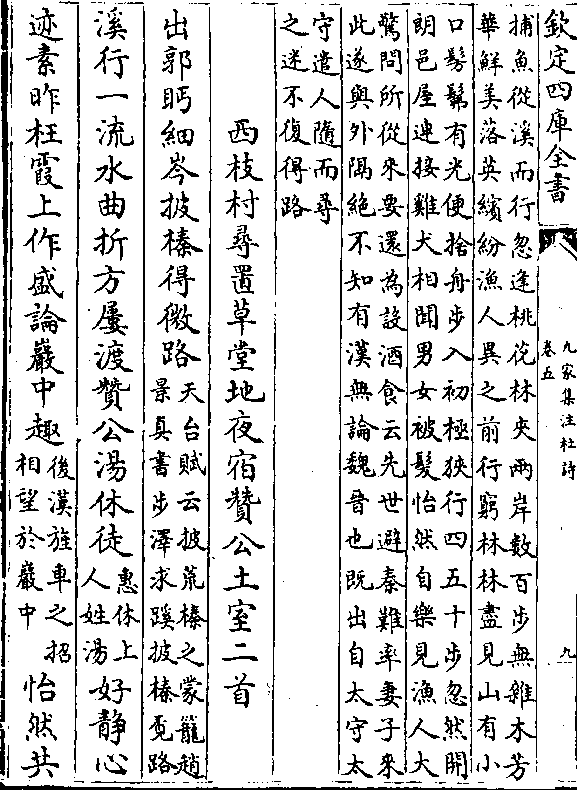 欽定四庫全書
九家集注杜詩
卷五
九
捕魚從溪而行忽逢桃花林夾兩岸數百步無雜木芳
華鮮美落英繽紛漁人異之前行窮林林盡見山有小
口髣髴有光便捨舟步入初極狹行四五十步忽然開
朗邑屋連接雞犬相聞男女被髮怡然自樂見漁人大
驚問所從來要還為設酒食云先世避秦難率妻子來
此遂與外隔絶不知有漢無論魏晉也既出自太守太
守遣人隨而尋
之迷不復得路
西枝村尋置草堂地夜宿贊公土室二首
出郭眄細岑披榛得微路天台賦云披荒榛之蒙籠趙景真書步澤求蹊披榛覓路
溪行一流水曲折方屢渡贊公湯休徒惠休上人姓湯好静心
迹素昨枉霞上作盛論巖中趣後漢旌車之招相望於巖中怡然共